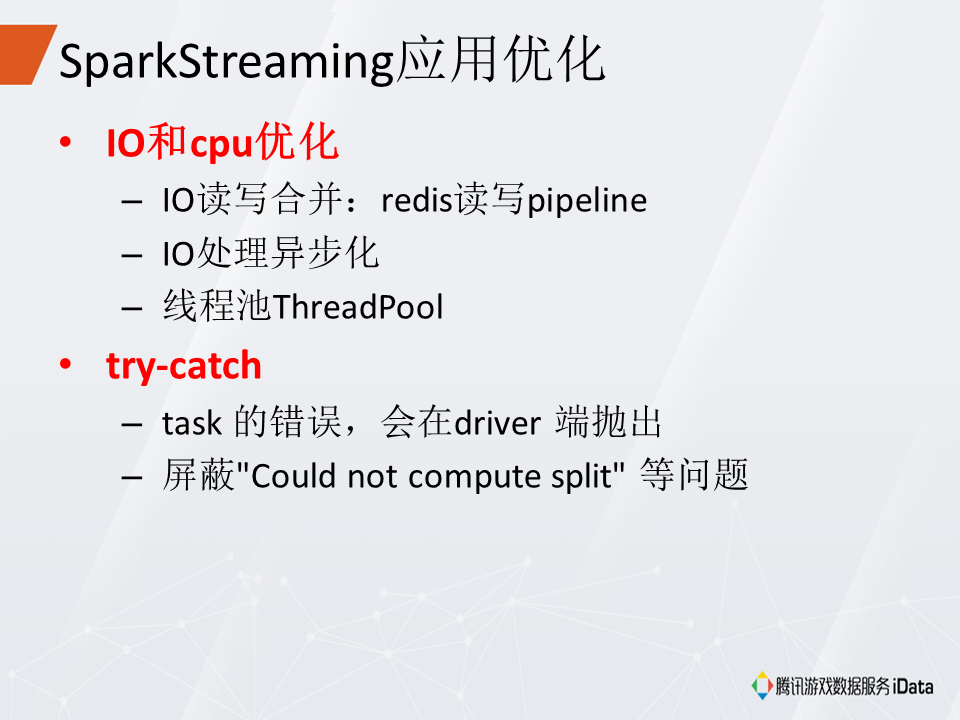 SparkStreaming应用优化
• IO和cpu优化
– IO读写合并：redis读写pipeline
– IO处理异步化
– 线程池ThreadPool
• try-catch
– task 的错误，会在driver 端抛出
– 屏蔽"Could not compute split" 等问题
腾讯游戏数据服务 iData